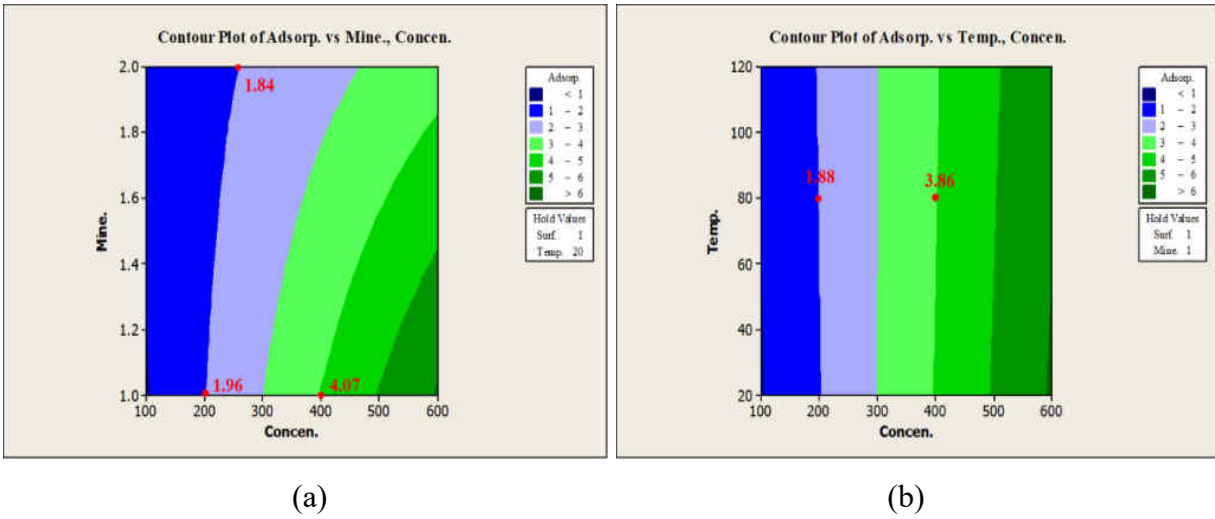 Contour Plot of Adsorp. vs Mine., Concen.
2.0
1.8
1.6
1.4
1.2
1.0
Mine.
1.84
1.96
4.07
100 200 300 400 500 600
Concen.
Adsorp.
< 1
1 – 2
2 – 3
3 – 4
4 – 5
5 – 6
> 6
Hold Values
Surf. 1
Temp. 20
(a)
Contour Plot of Adsorp. vs Temp., Concen.
120
100
80
60
40
20
Temp.
1.88
3.86
100 200 300 400 500 600
Concen.
Adsorp.
< 1
1 – 2
2 – 3
3 – 4
4 – 5
5 – 6
> 6
Hold Values
Surf. 1
Mine. 1
(b)